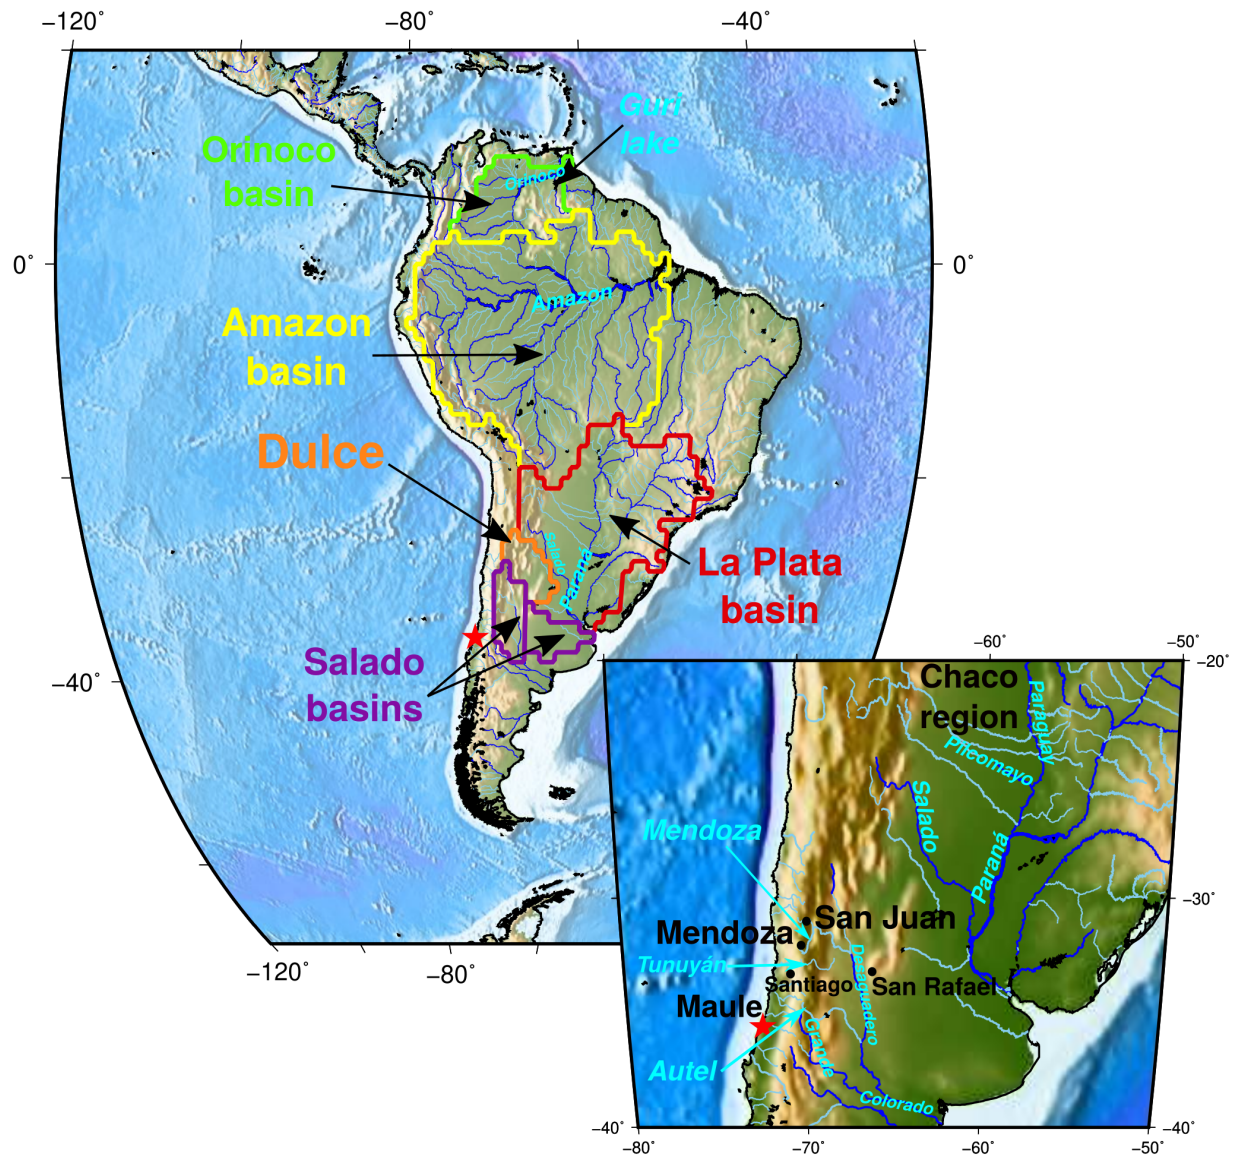 −120° −80° −40°
Guri
lake
Orinoco
basin
Orinoco
0° 0°
Amazon
Amazon
basin
Dulce
Salado
Paraná
La Plata
basin
Salado
basins
−40°
−120° −80°
−60° −50°
−20°
Chaco
region
Paraguay
Pilcomayo
Salado
Mendoza
Paraná
−30°
San Juan
Mendoza
Tunuyán
Desaguadero
Santiago
San Rafael
Maule
Grande
Autel
Colorado
−40° −40°
−80° −70° −60° −50°